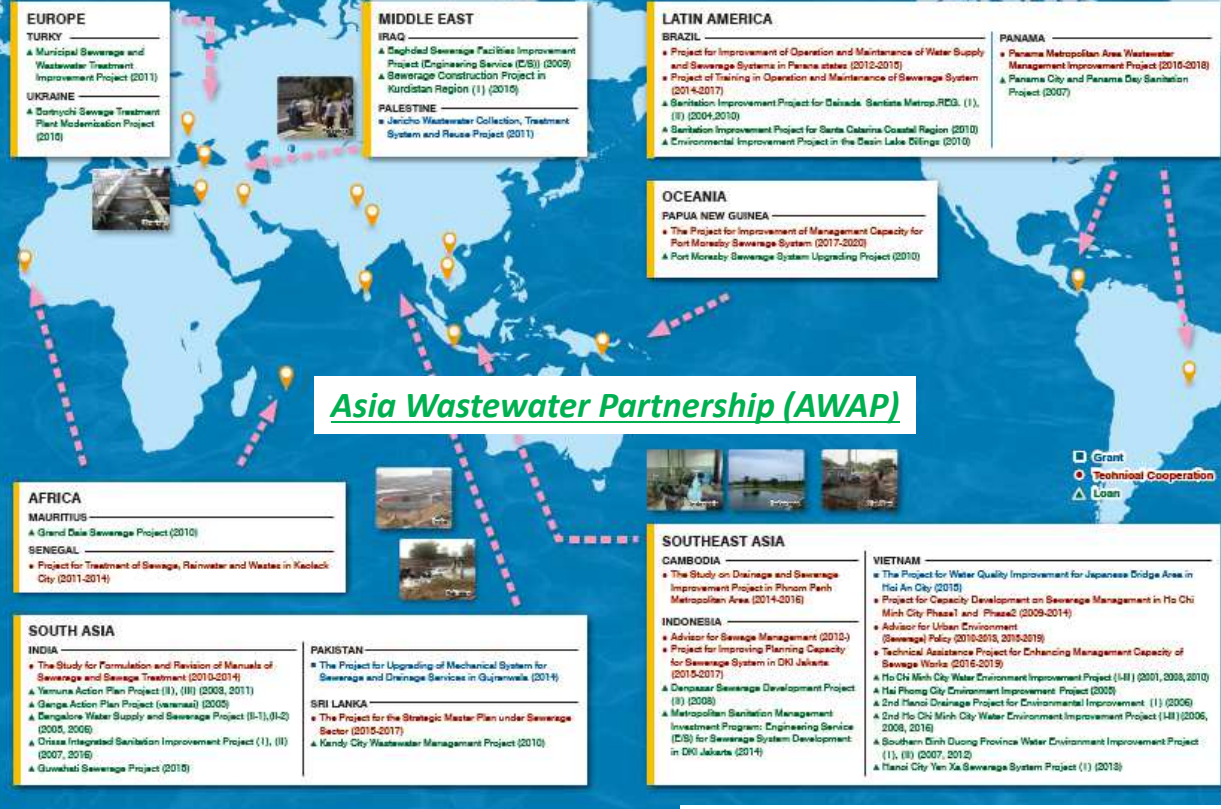 EUROPE
TURKY
▲ Municipal Sewerage and
Wastewater Treatment
Improvement Project (2011)
UKRAINE
▲ Bortnychi Sewage Treatment
Plant Modernization Project
(2015)
MIDDLE EAST
IRAQ
▲ Baghdad Sewerage Facilities Improvement
Project (Engineering Service (E/S)) (2009)
▲ Sewerage Construction Project in
Kurdistan Region (I) (2015)
PALESTINE
■ Jericho Wastewater Collection, Treatment
System and Reuse Project (2011)
LATIN AMERICA
BRAZIL
● Project for Improvement of Operation and Maintenance of Water Supply
and Sewerage Systems in Parana states (2012-2015)
● Project of Training in Operation and Maintenance of Sewerage System
(2014-2017)
▲ Sanitation Improvement Project for Baixada Santista Metrop.REG. (I),
(II) (2004,2010)
▲ Sanitation Improvement Project for Santa Catarina Coastal Region (2010)
▲ Environmental Improvement Project in the Basin Lake Billings (2010)
PANAMA
● Panama Metropolitan Area Wastewater
Management Improvement Project (2015-2018)
▲ Panama City and Panama Bay Sanitation
Project (2007)
OCEANIA
PAPUA NEW GUINEA
● The Project for Improvement of Management Capacity for
Port Moresby Sewerage System (2017-2020)
▲ Port Moresby Sewerage System Upgrading Project (2010)
Asia Wastewater Partnership (AWAP)
■ Grant
● Technical Cooperation
▲ Loan
AFRICA
MAURITIUS
▲ Grand Baie Sewerage Project (2010)
SENEGAL
● Project for Treatment of Sewage, Rainwater and Wastes in Kaolack
City (2011-2014)
SOUTH ASIA
INDIA
● The Study for Formulation and Revision of Manuals of
Sewerage and Sewage Treatment (2010-2014)
▲ Yamuna Action Plan Project (II), (III) (2003, 2011)
▲ Ganga Action Plan Project (varanasi) (2005)
▲ Bangalore Water Supply and Sewerage Project (II-1),(II-2)
(2005, 2006)
▲ Orissa Integrated Sanitation Improvement Project (I), (II)
(2007, 2016)
▲ Guwahati Sewerage Project (2015)
PAKISTAN
■ The Project for Upgrading of Mechanical System for
Sewerage and Drainage Services in Gujranwala (2014)
SRI LANKA
● The Project for the Strategic Master Plan under Sewerage
Sector (2015-2017)
▲ Kandy City Wastewater Management Project (2010)
SOUTHEAST ASIA
CAMBODIA
● The Study on Drainage and Sewerage
Improvement Project in Phnom Penh
Metropolitan Area (2014-2016)
INDONESIA
● Advisor for Sewage Management (2012-)
● Project for Improving Planning Capacity
for Sewerage System in DKI Jakarta
(2015-2017)
▲ Denpasar Sewerage Development Project
(II) (2008)
▲ Metropolitan Sanitation Management
Investment Program: Engineering Service
(E/S) for Sewerage System Development
in DKI Jakarta (2014)
VIETNAM
■ The Project for Water Quality Improvement for Japanese Bridge Area in
Hoi An City (2015)
● Project for Capacity Development on Sewerage Management in Ho Chi
Minh City Phase1 and Phase2 (2009-2014)
● Advisor for Urban Environment
(Sewerage) Policy (2010-2013, 2015-2019)
● Technical Assistance Project for Enhancing Management Capacity of
Sewage Works (2016-2019)
▲ Ho Chi Minh City Water Environment Improvement Project (I-III) (2001, 2003, 2010)
▲ Hai Phong City Environment Improvement Project (2005)
▲ 2nd Hanoi Drainage Project for Environmental Improvement (I) (2006)
▲ 2nd Ho Chi Minh City Water Environment Improvement Project (I-III) (2006,
2008, 2016)
▲ Southern Binh Duong Province Water Environment Improvement Project
(I), (II) (2007, 2012)
▲ Hanoi City Yen Xa Sewerage System Project (I) (2013)